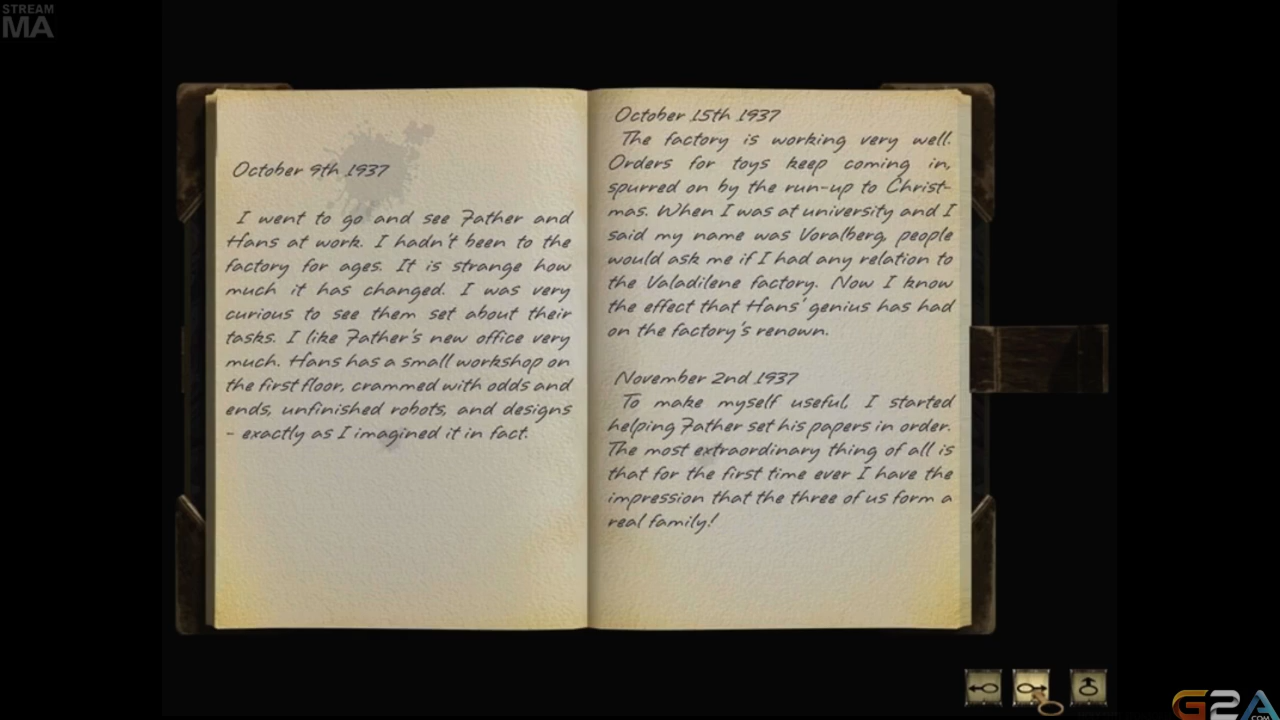 STREAM
MA
October 9th 1937
I went to go and see Father and
Hans at work. I hadn't been to the
factory for ages. It is strange how
much it has changed. I was very
curious to see them set about their
tasks. I like Father's new office very
much. Hans has a small workshop on
the first floor, crammed with odds and
ends, unfinished robots, and designs
- exactly as I imagined it in fact.
October 15th 1937
The factory is working very well.
Orders for toys keep coming in,
spurred on by the run-up to Christ-
mas. When I was at university and I
said my name was Voralberg, people
would ask me if I had any relation to
the Valadilene factory. Now I know
the effect that Hans' genius has had
on the factory's renown.
November 2nd 1937
To make myself useful, I started
helping Father set his papers in order.
The most extraordinary thing of all is
that for the first time ever I have the
impression that the three of us form a
real family!
G2A
.COM